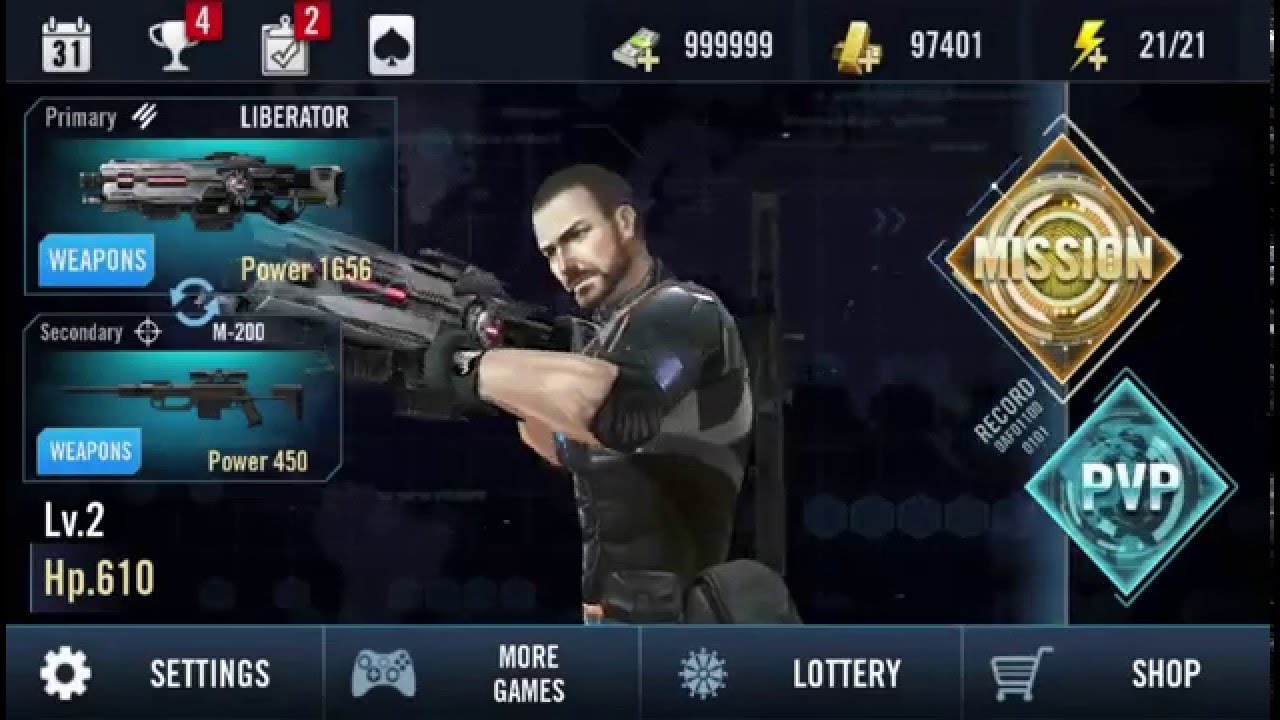 31
4
2
999999
97401
21/21
Primary
LIBERATOR
WEAPONS
Power 1656
Secondary
M-200
WEAPONS
Power 450
Lv.2
Hp.610
MISSION
RECORD
0101
PVP
SETTINGS
MORE
GAMES
LOTTERY
SHOP